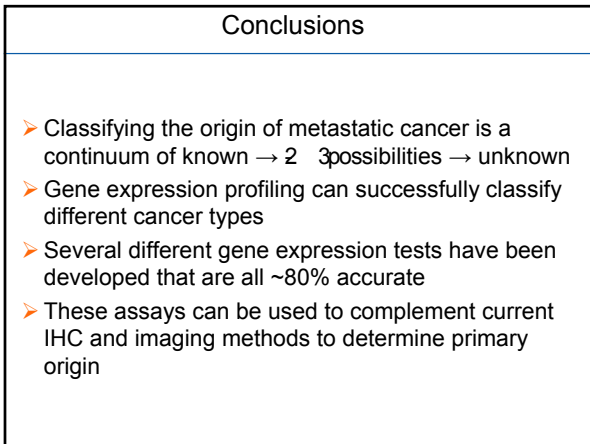 Conclusions
➢ Classifying the origin of metastatic cancer is a
continuum of known → 2 3possibilities → unknown
➢ Gene expression profiling can successfully classify
different cancer types
➢ Several different gene expression tests have been
developed that are all ~80% accurate
➢ These assays can be used to complement current
IHC and imaging methods to determine primary
origin